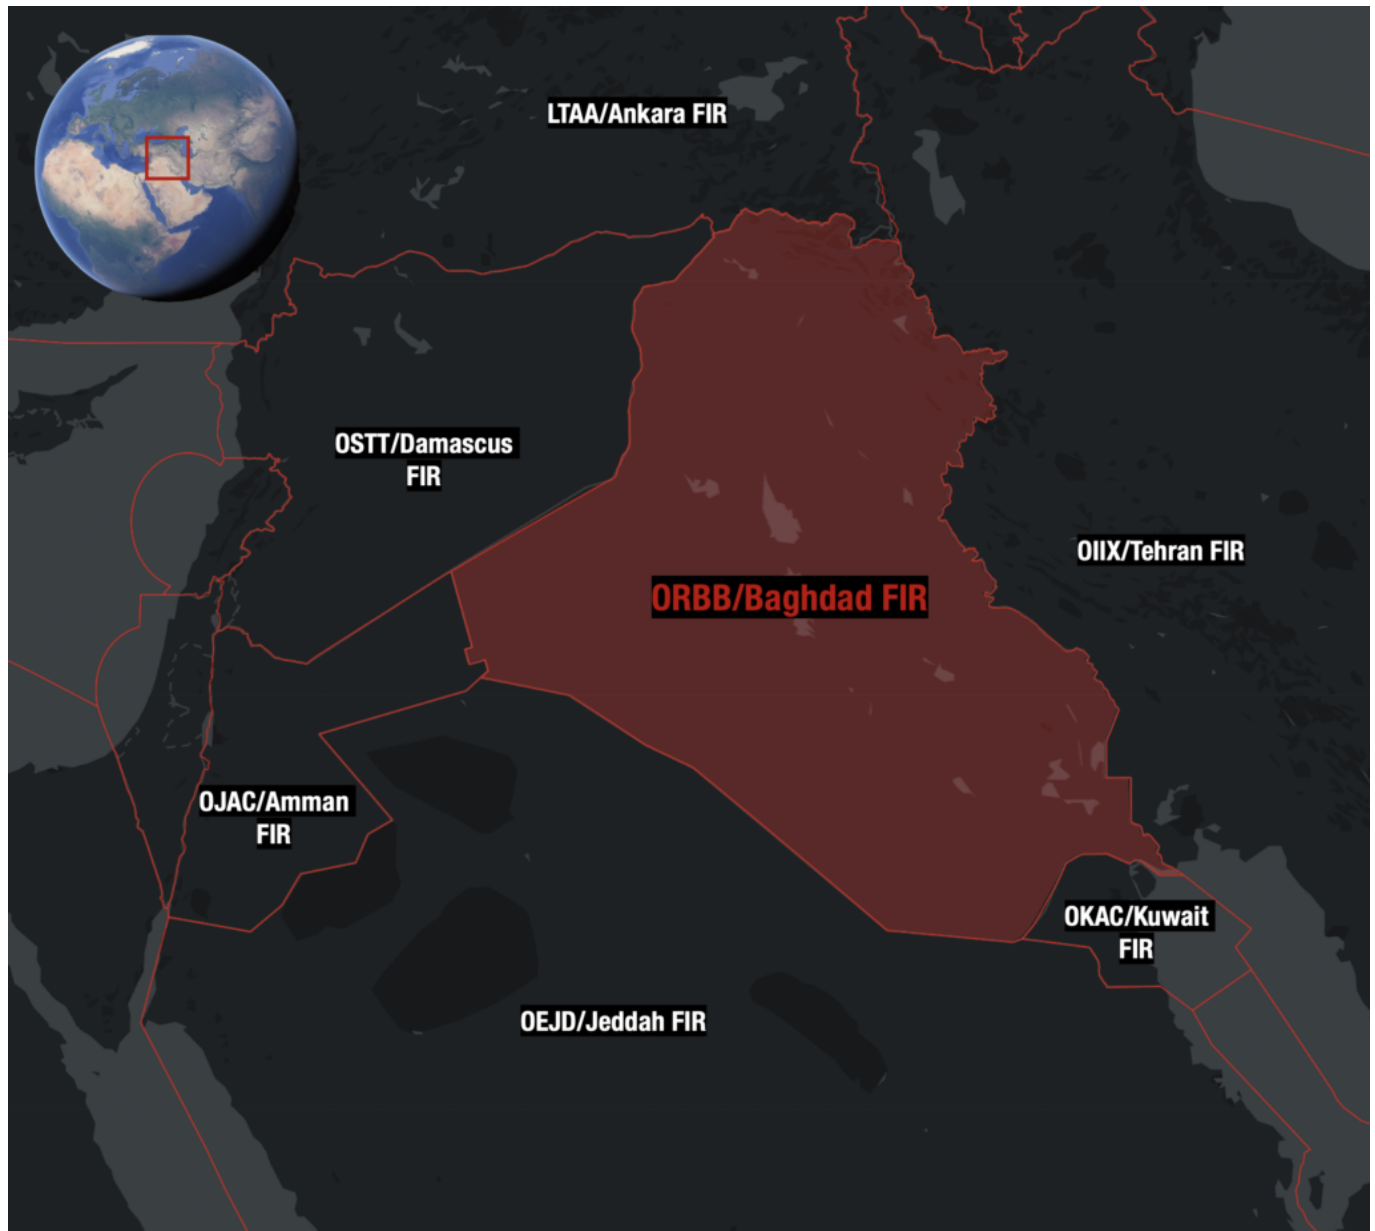 LTAA/Ankara FIR
OSTT/Damascus
FIR
OIIX/Tehran FIR
ORBB/Baghdad FIR
OJAC/Amman
FIR
OKAC/Kuwait
FIR
OEJD/Jeddah FIR